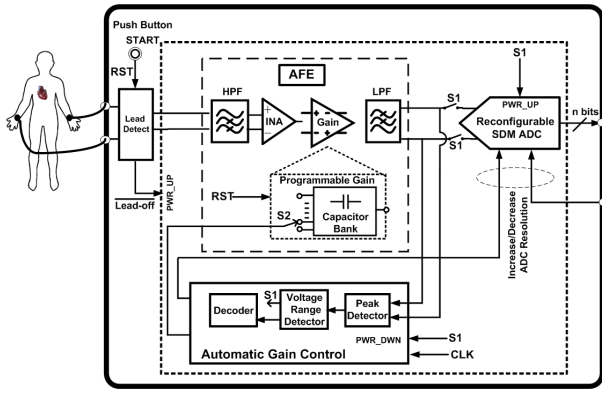 Push Button
START
RST
Lead
Detect
Lead-off
PWR_UP
AFE
HPF
INA
Gain
LPF
S1
S1
S1
PWR_UP
Reconfigurable
SDM ADC
n bits
Programmable Gain
RST
S2
Capacitor
Bank
Increase/Decrease
ADC Resolution
Decoder
S1
Voltage
Range
Detector
Peak
Detector
PWR_DWN
S1
CLK
Automatic Gain Control